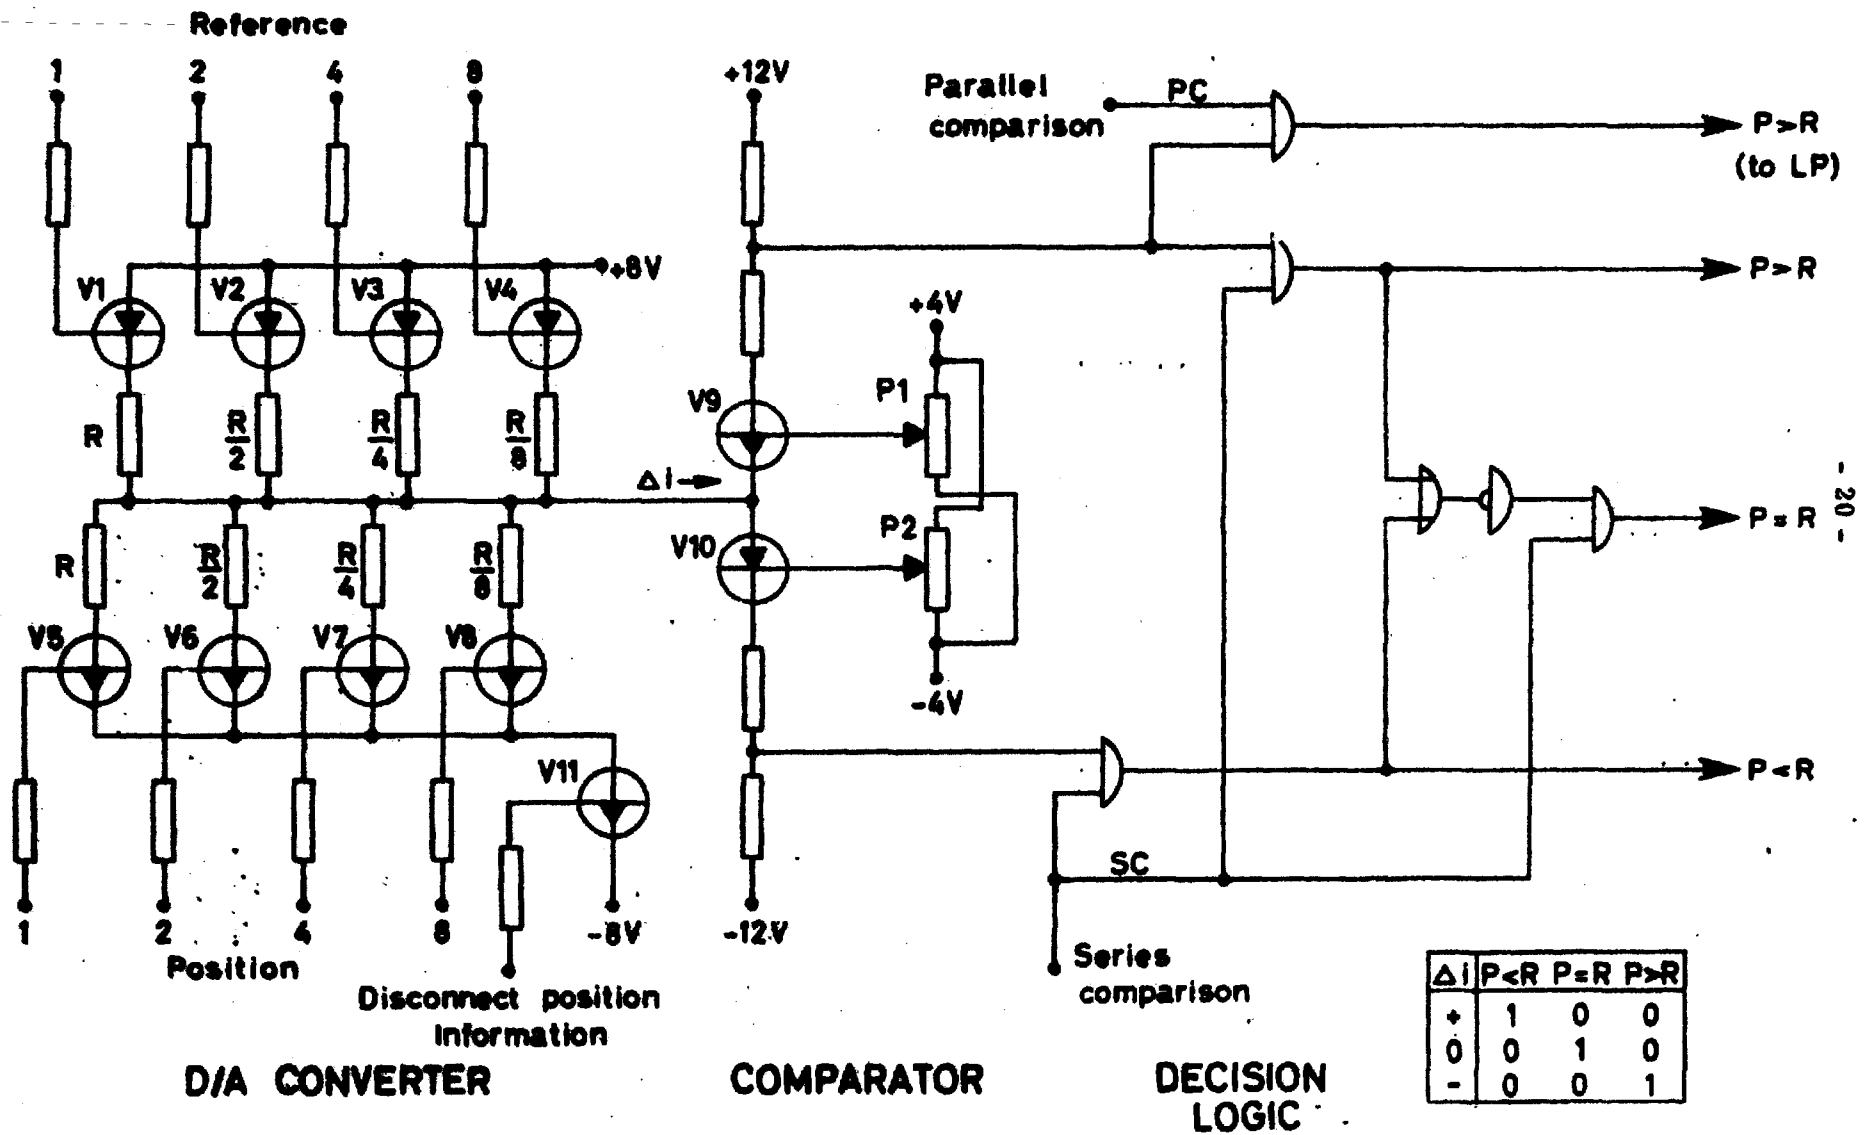 Reference
1 2 4 8
+8V
V1 V2 V3 V4
R R/2 R/4 R/8
R R/2 R/4 R/8
V5 V6 V7 V8
V11
1 2 4 8
-8V
Position
Disconnect position
Information
D/A CONVERTER
+12V
V9
Δi
V10
+4V
P1
P2
-4V
-12V
COMPARATOR
Parallel
comparison
PC
P>R
(to LP)
P>R
P=R
P<R
SC
Series
comparison
DECISION
LOGIC
Δi P<R P=R P>R
+ 1 0 0
0 0 1 0
- 0 0 1
- 20 -